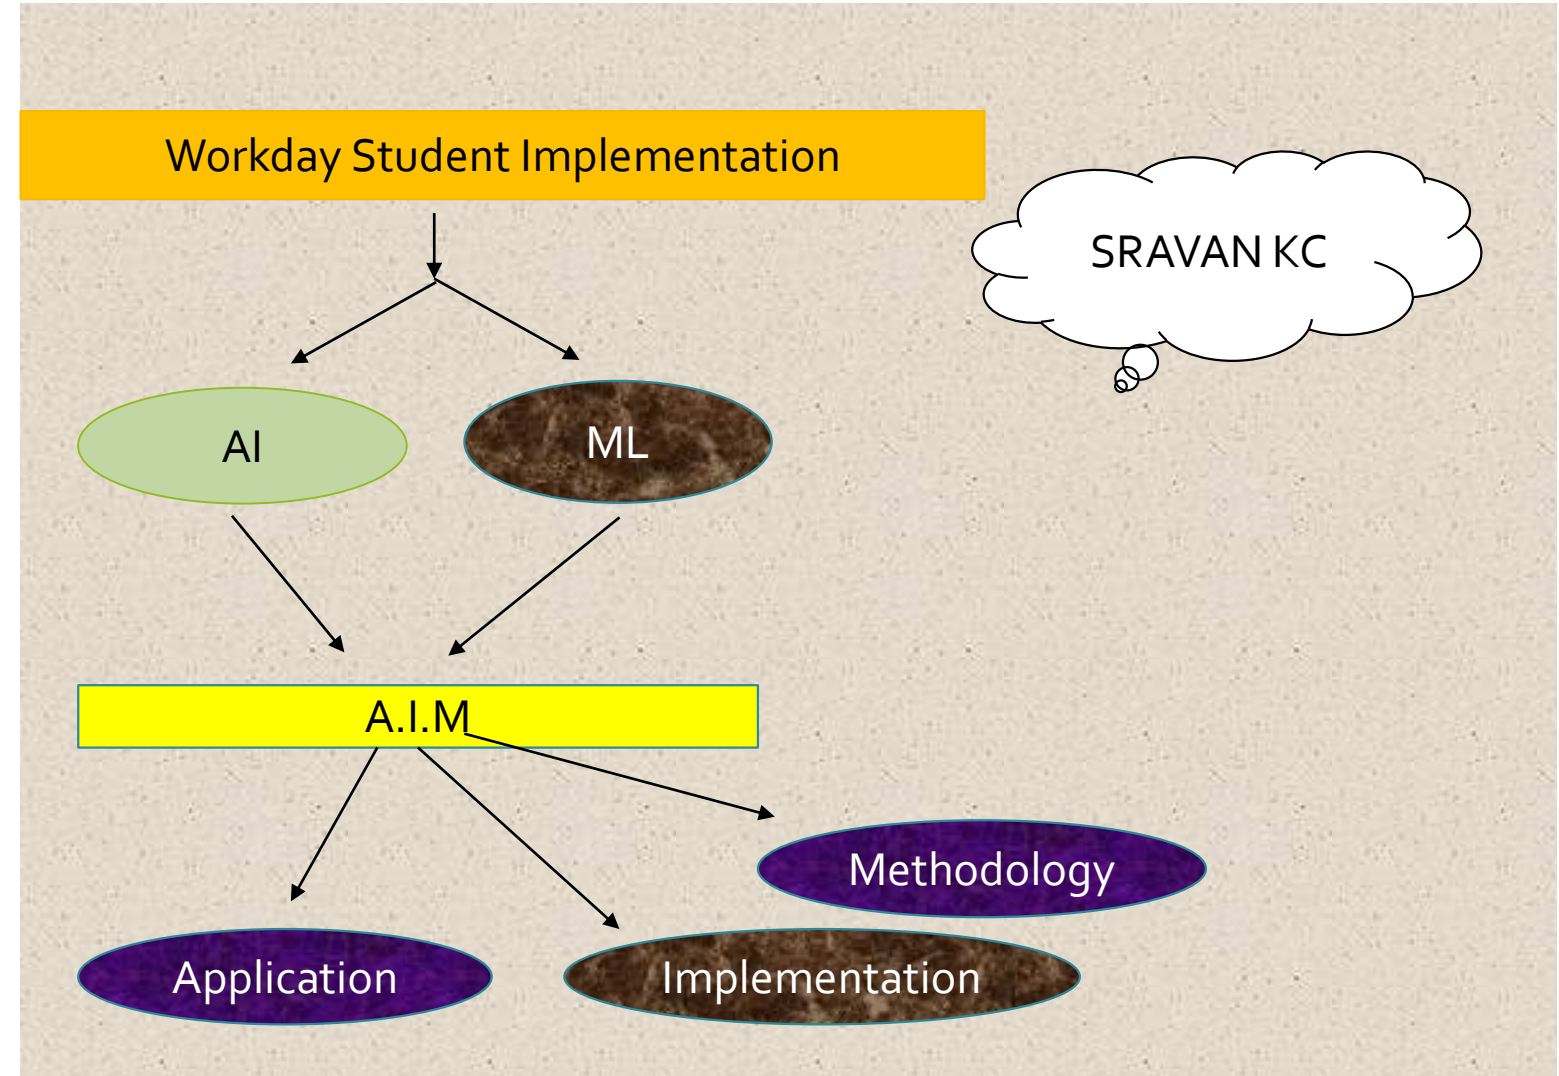 Workday Student Implementation
SRAVAN KC
AI
ML
A.I.M
Methodology
Application
Implementation